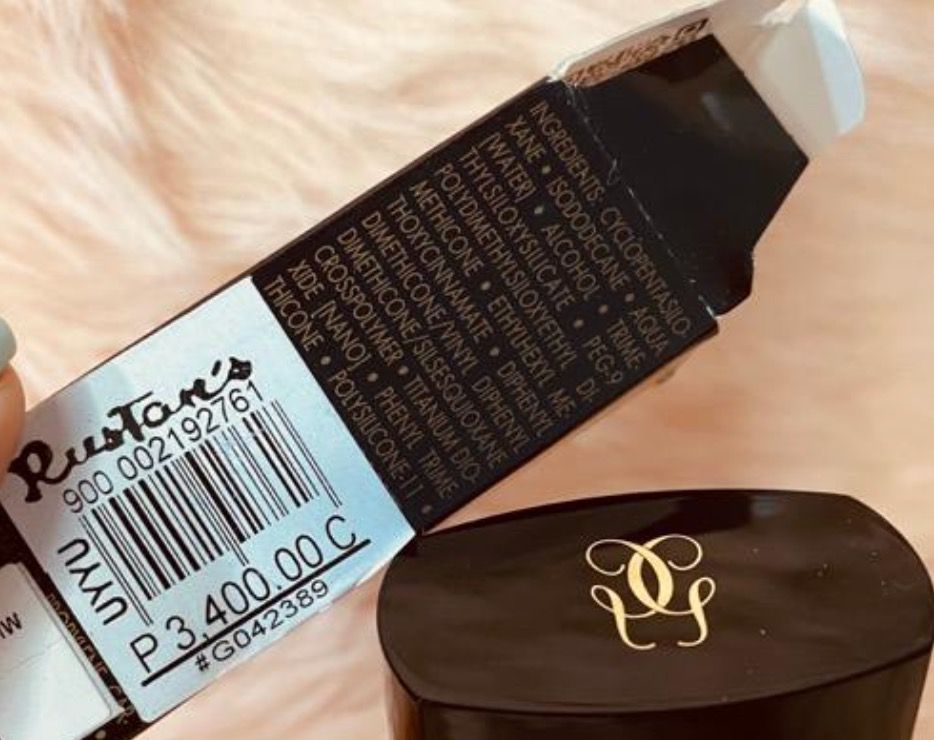 INGREDIENTS: CYCLOPENTASILO-
XANE • ISODODECANE • AQUA
[WATER] • ALCOHOL • TRIME-
THYLSILOXYSILICATE • PEG-9
POLYDIMETHYLSILOXYETHYL DI-
METHICONE • ETHYLHEXYL ME-
THOXYCINNAMATE • DIPHENYL
DIMETHICONE/VINYL DIPHENYL
DIMETHICONE/SILSESQUIOXANE
CROSSPOLYMER • TITANIUM DIO-
XIDE [NANO] • PHENYL TRIME-
THICONE • POLYSILICONE-11 •
Rustan's
900 0002192761
UYYU
P 3,400.00 C
#G042389